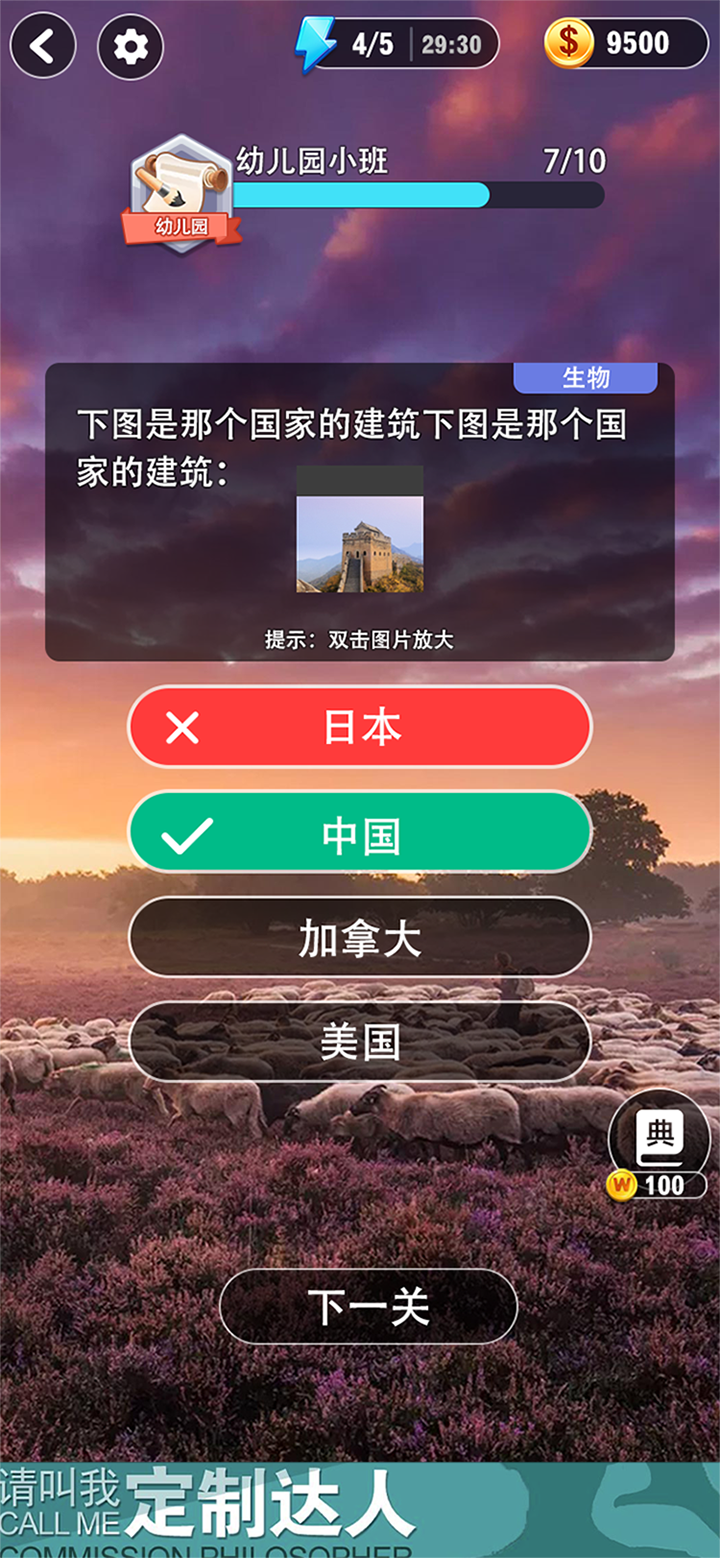 4/5 29:30 $ 9500
幼儿园小班 7/10
幼儿园
生物
下图是那个国家的建筑下图是那个国
家的建筑：
提示：双击图片放大
日本
中国
加拿大
美国
典
W 100
下一关
请叫我 定制达人
CALL ME
COMMISSION PHILOSOPHER